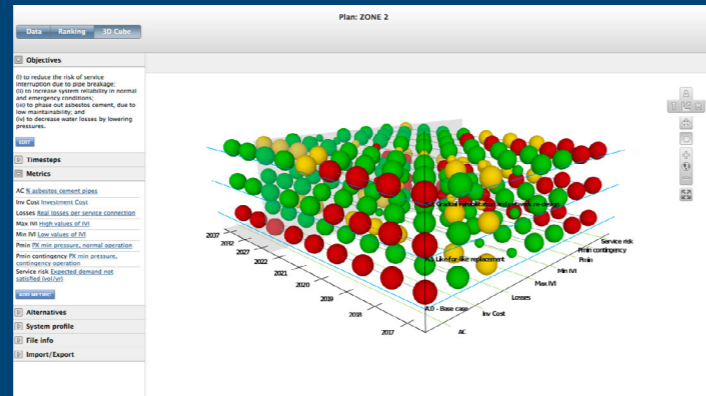 Plan: ZONE 2
Data
Ranking
3D Cube
Objectives
(i) to reduce the risk of service
interruption due to pipe breakage;
(ii) to increase system reliability in normal
and emergency conditions;
(iii) to phase out asbestos cement, due to
low maintainability; and
(iv) to decrease water losses by lowering
pressures.
EDIT
Timesteps
Metrics
AC % asbestos cement pipes
Inv Cost Investment Cost
Losses Real losses per service connection
Max IVI High values of IVI
Min IVI Low values of IVI
Pmin PX min pressure, normal operation
Pmin contingency PX min pressure,
contingency operation
Service risk Expected demand not
satisfied (vol/yr)
ADD METRIC
Alternatives
System profile
File info
Import/Export
2037
2032
2027
2022
2021
2020
2019
2018
2017
Like-for-like replacement
A.0 - Base case
AC
Inv Cost
Losses
Max IVI
Min IVI
Pmin
Pmin contingency
Service risk